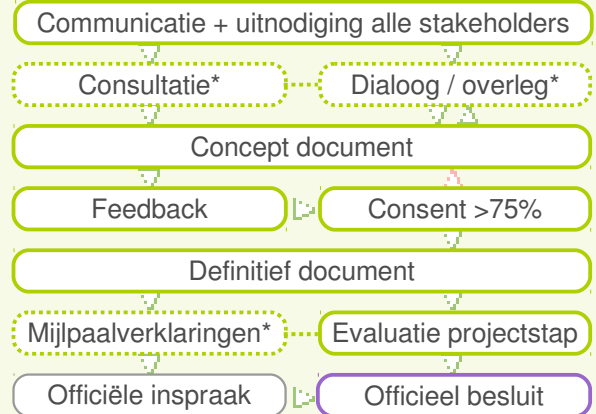 Communicatie + uitnodiging alle stakeholders
Consultatie*
Dialoog / overleg*
Concept document
Feedback
Consent >75%
Definitief document
Mijlpaalverklaringen*
Evaluatie projectstap
Officiële inspraak
Officieel besluit